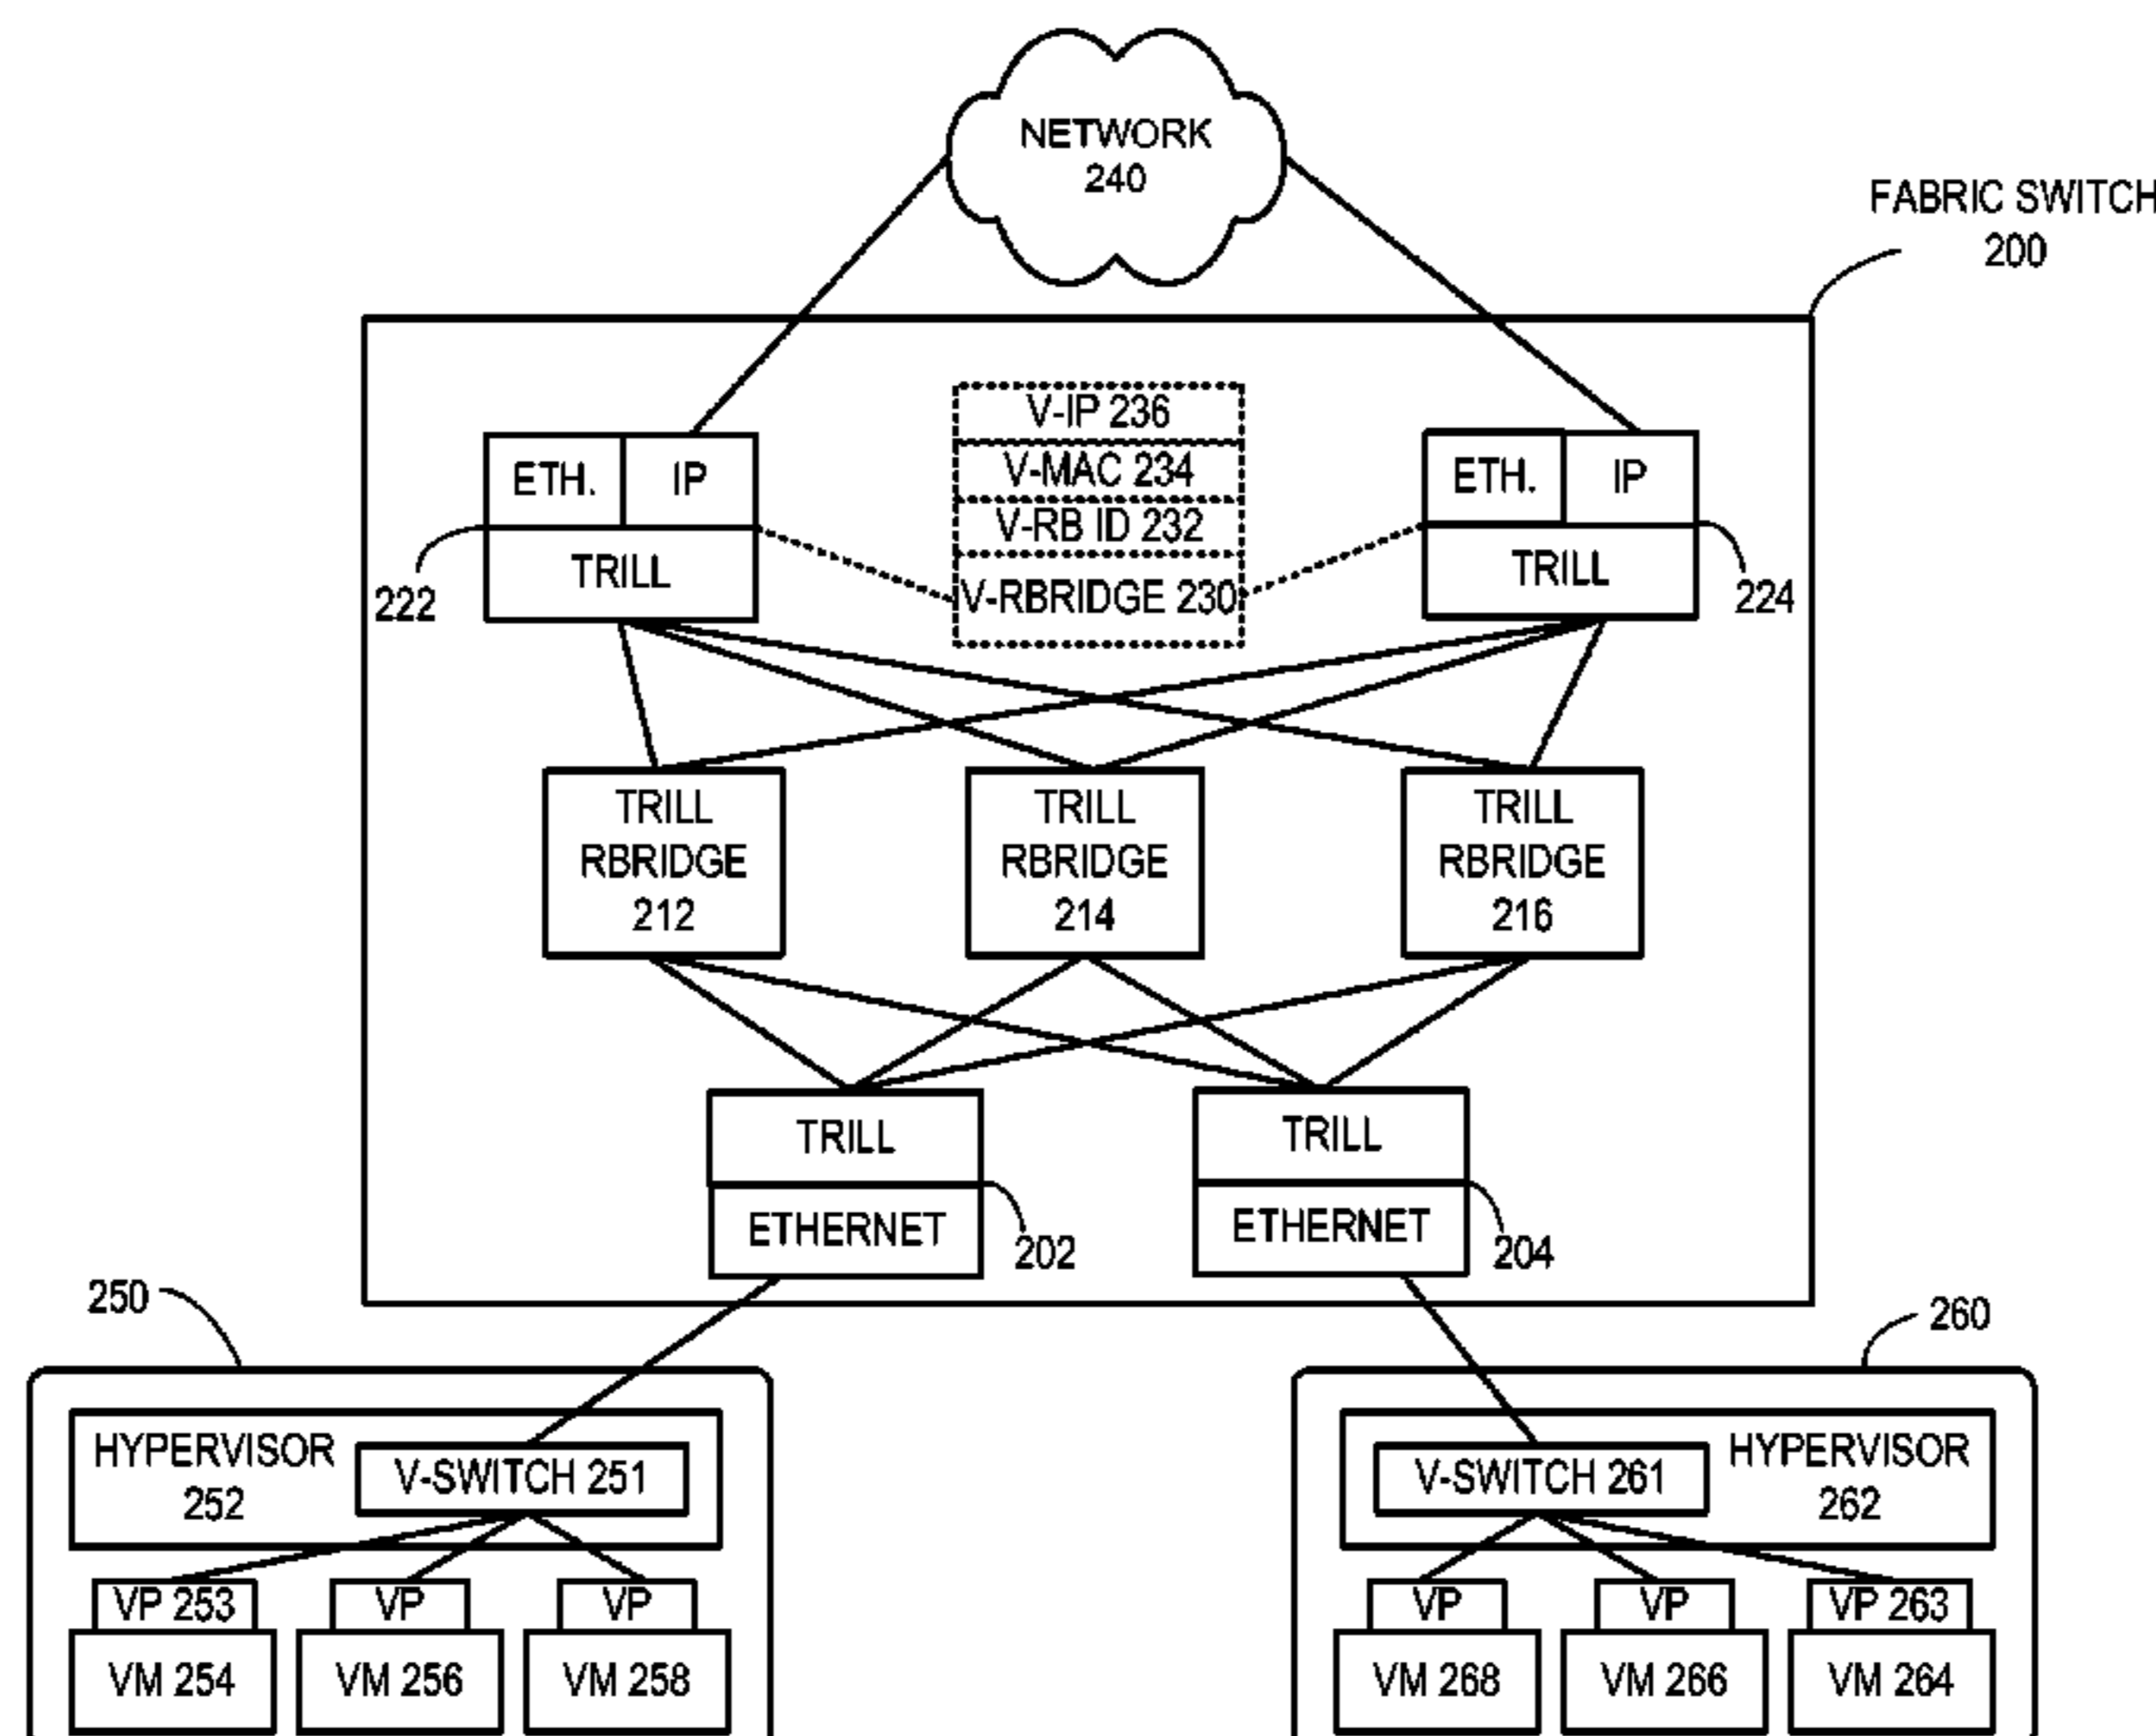 NETWORK
240
FABRIC SWITCH
200
V-IP 236
V-MAC 234
V-RB ID 232
V-RBRIDGE 230
ETH.
IP
TRILL
222
ETH.
IP
TRILL
224
TRILL
RBRIDGE
212
TRILL
RBRIDGE
214
TRILL
RBRIDGE
216
TRILL
ETHERNET
202
TRILL
ETHERNET
204
250
HYPERVISOR
252
V-SWITCH 251
VP 253
VP
VP
VM 254
VM 256
VM 258
260
V-SWITCH 261
HYPERVISOR
262
VP
VP
VP 263
VM 268
VM 266
VM 264